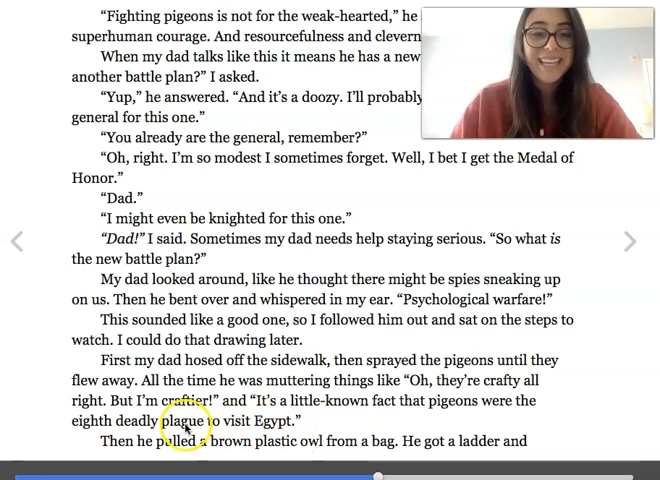 “Fighting pigeons is not for the weak-hearted,” he
superhuman courage. And resourcefulness and clevern
When my dad talks like this it means he has a new
another battle plan?” I asked.
“Yup,” he answered. “And it’s a doozy. I’ll probably
general for this one.”
“You already are the general, remember?”
“Oh, right. I’m so modest I sometimes forget. Well, I bet I get the Medal of
Honor.”
“Dad.”
“I might even be knighted for this one.”
“Dad!” I said. Sometimes my dad needs help staying serious. “So what is
the new battle plan?”
My dad looked around, like he thought there might be spies sneaking up
on us. Then he bent over and whispered in my ear. “Psychological warfare!”
This sounded like a good one, so I followed him out and sat on the steps to
watch. I could do that drawing later.
First my dad hosed off the sidewalk, then sprayed the pigeons until they
flew away. All the time he was muttering things like “Oh, they’re crafty all
right. But I’m craftier!” and “It’s a little-known fact that pigeons were the
eighth deadly plague to visit Egypt.”
Then he pulled a brown plastic owl from a bag. He got a ladder and